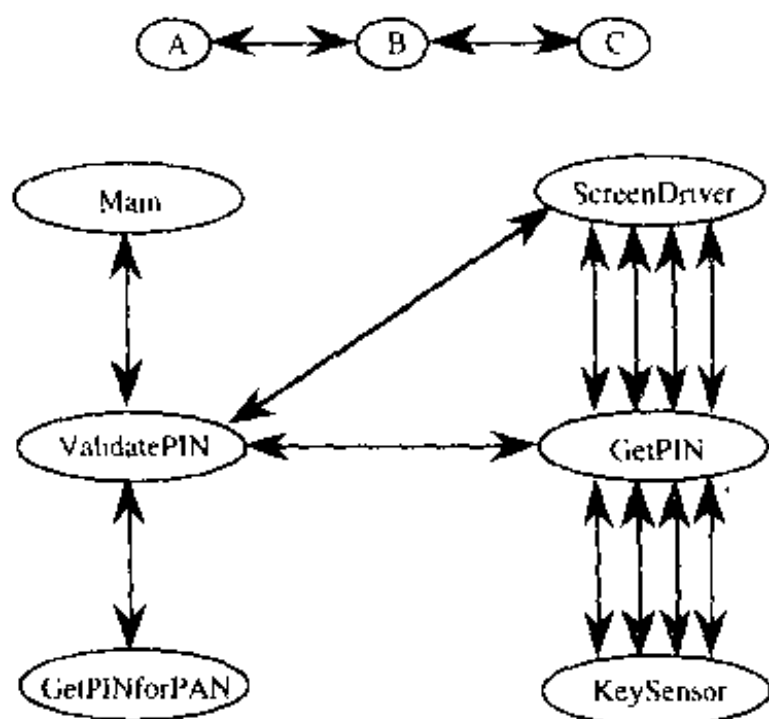 A B C
Main ScreenDriver
ValidatePIN GetPIN
GetPINforPAN KeySensor